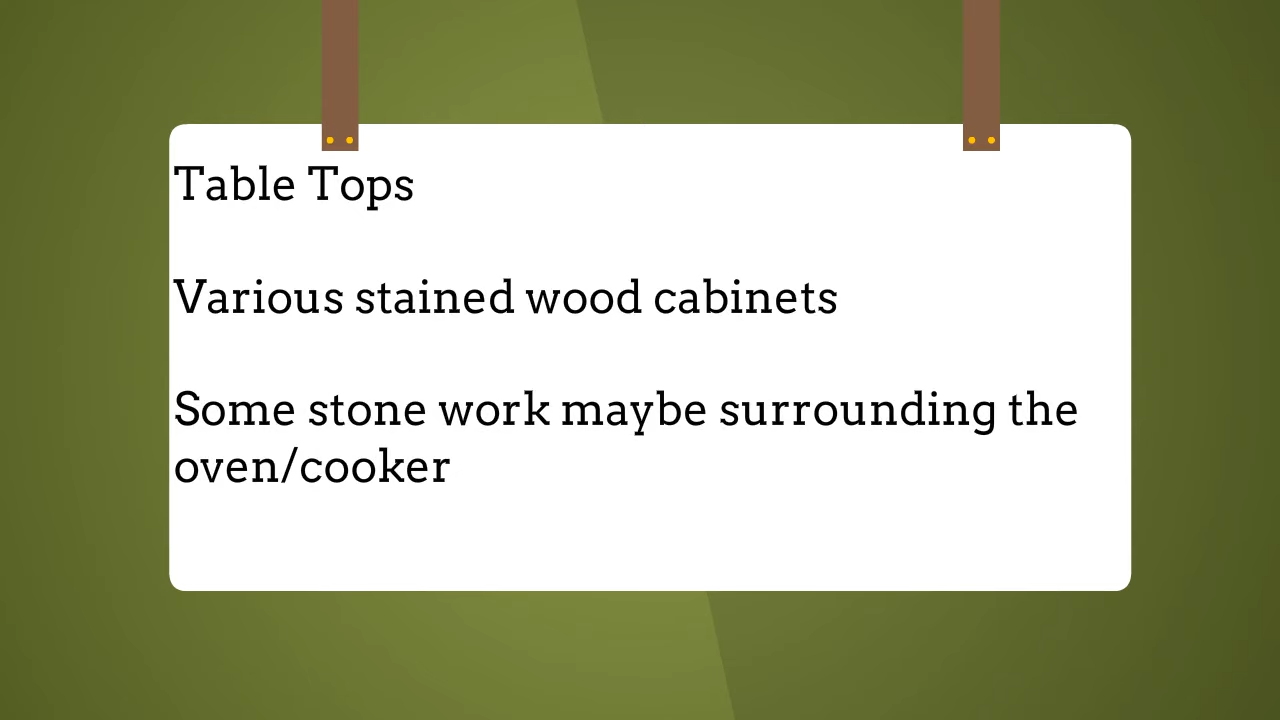 Table Tops
Various stained wood cabinets
Some stone work maybe surrounding the
oven/cooker